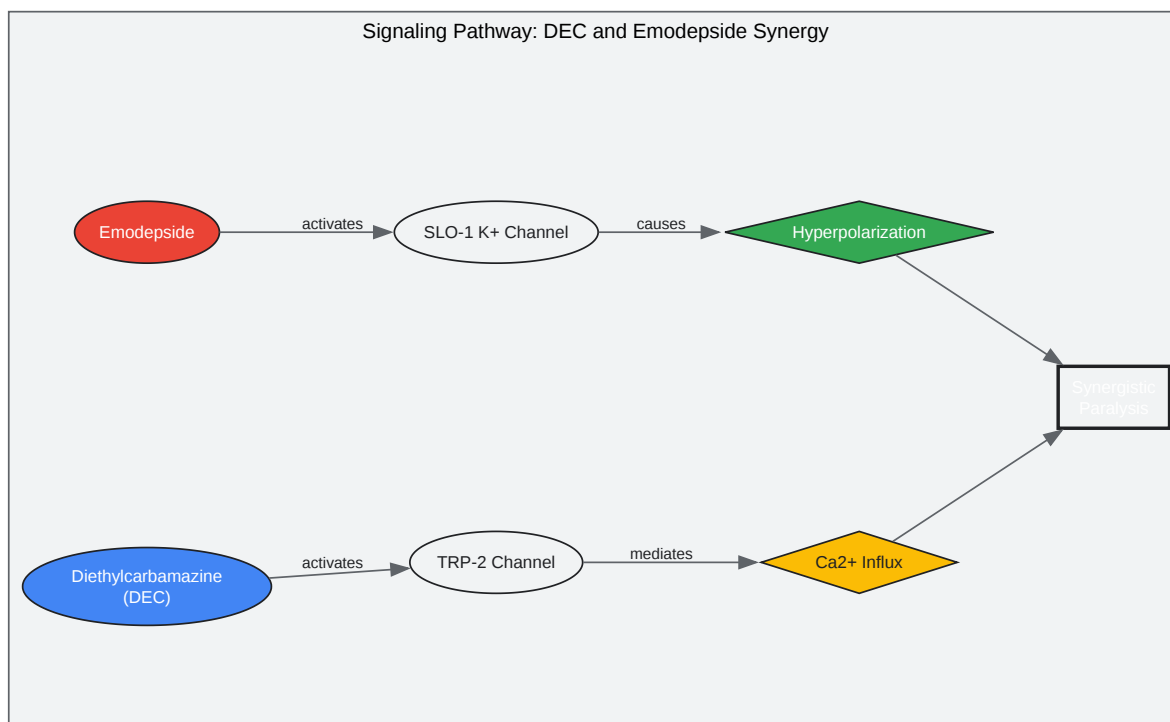 Signaling Pathway: DEC and Emodepside Synergy
Emodepside
activates
SLO-1 K+ Channel
causes
Hyperpolarization
Synergistic
Paralysis
Diethylcarbamazine
(DEC)
activates
TRP-2 Channel
mediates
Ca2+ Influx